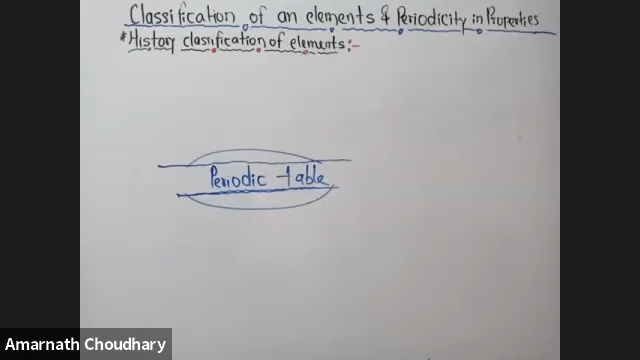 Classification of an elements & Periodicity in Properties
* History classification of elements:-
Periodic table
Amarnath Choudhary